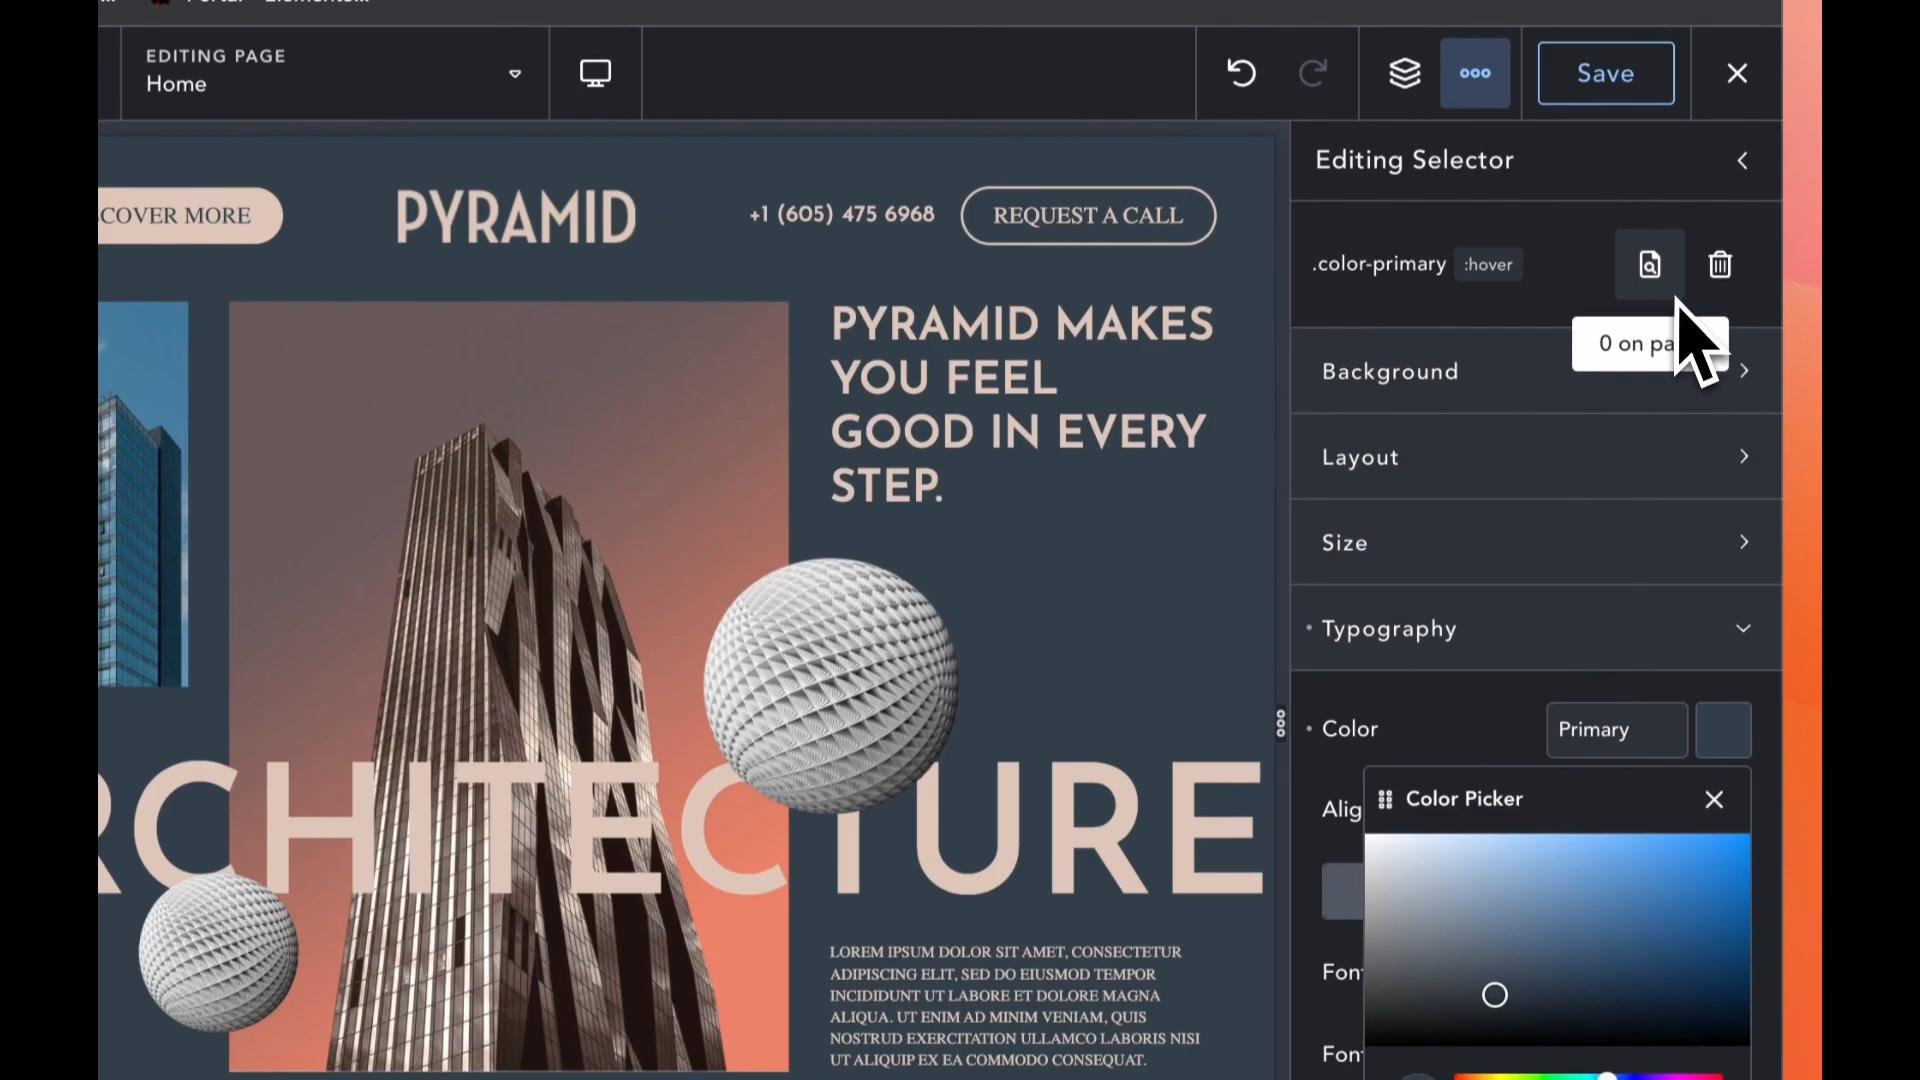 EDITING PAGE
Home
Save
Editing Selector
COVER MORE
PYRAMID
+1 (605) 475 6968
REQUEST A CALL
.color-primary :hover
0 on pa
PYRAMID MAKES
YOU FEEL
GOOD IN EVERY
STEP.
Background
Layout
Size
Typography
Color
Primary
Color Picker
Alig
Fon
Fon
RCHITECTURE
LOREM IPSUM DOLOR SIT AMET, CONSECTETUR
ADIPISCING ELIT, SED DO EIUSMOD TEMPOR
INCIDIDUNT UT LABORE ET DOLORE MAGNA
ALIQUA. UT ENIM AD MINIM VENIAM, QUIS
NOSTRUD EXERCITATION ULLAMCO LABORIS NISI
UT ALIQUIP EX EA COMMODO CONSEQUAT.